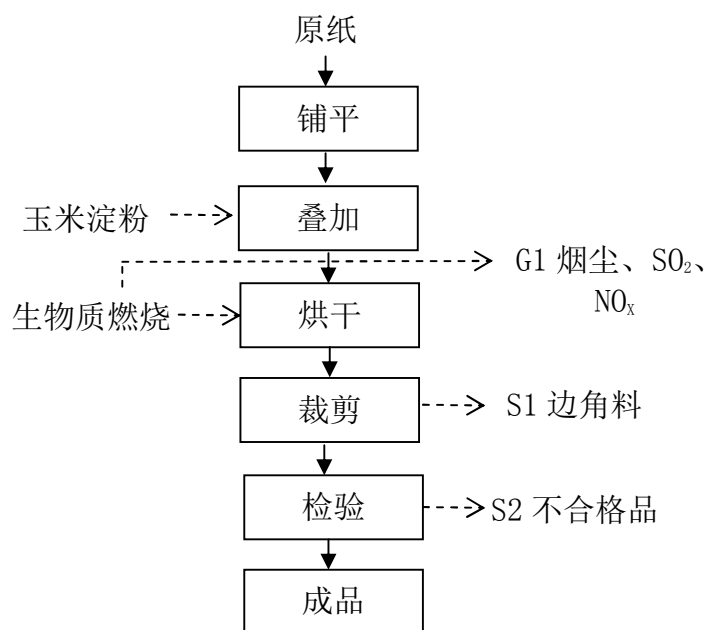 原纸
铺平
玉米淀粉
叠加
G1 烟尘、SO₂、
NOₓ
生物质燃烧
烘干
裁剪
S1 边角料
检验
S2 不合格品
成品